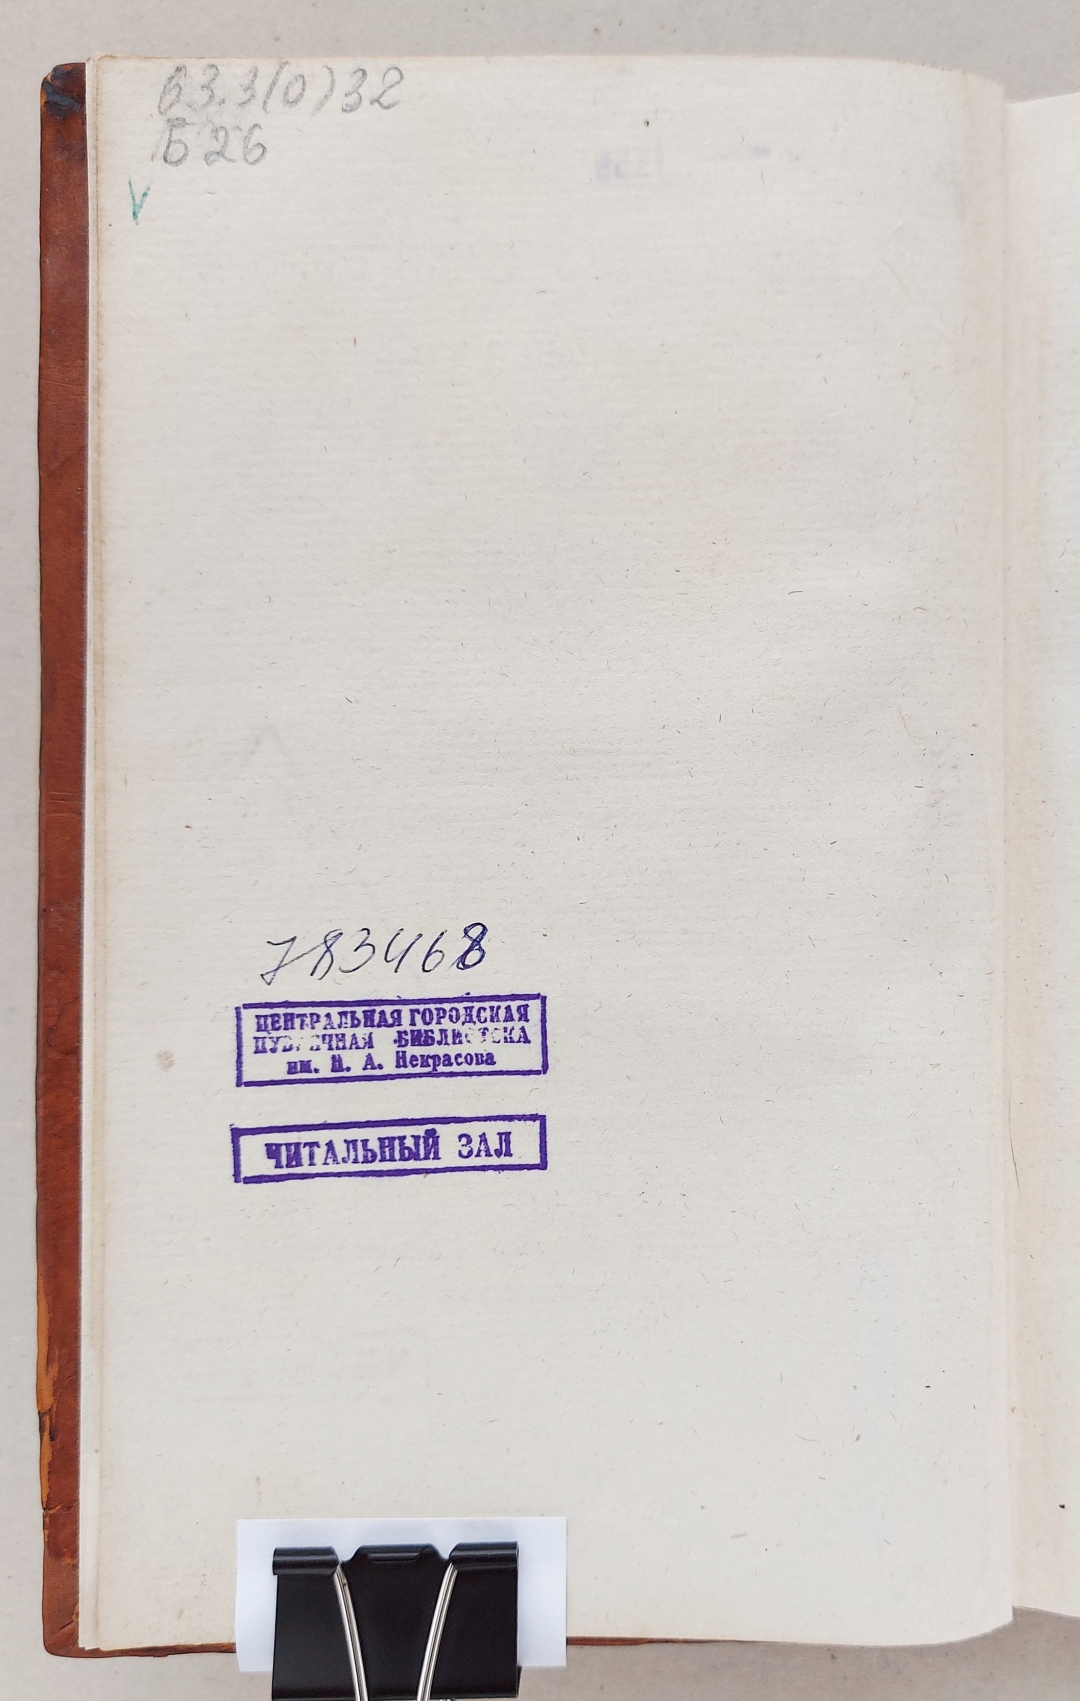 63.3(0)32
Б26
V
783468
ЦЕНТРАЛЬНАЯ ГОРОДСКАЯ
ПУБЛИЧНАЯ БИБЛИОТЕКА
им. Н. А. Некрасова
ЧИТАЛЬНЫЙ ЗАЛ